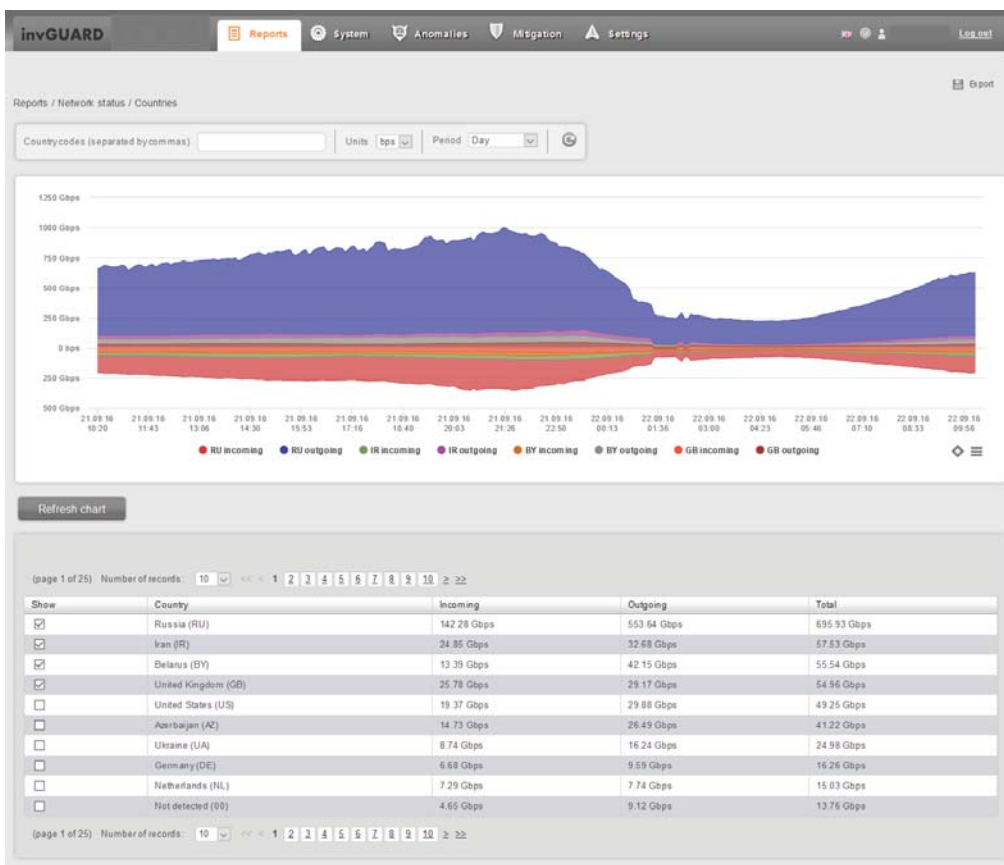 invGUARD
Reports System Anomalies Mitigation Settings Log out
Export
Reports / Network status / Countries
Country codes (separated by commas) Units bps Period Day
1250 Gbps
1000 Gbps
750 Gbps
500 Gbps
250 Gbps
0 bps
250 Gbps
500 Gbps
21.09.16 21.09.16 21.09.16 21.09.16 21.09.16 21.09.16 21.09.16 21.09.16 21.09.16 21.09.16 22.09.16 22.09.16 22.09.16 22.09.16 22.09.16 22.09.16 22.09.16 22.09.16
10:20 11:43 13:06 14:30 15:53 17:16 18:40 20:03 21:26 22:50 00:13 01:36 03:00 04:23 05:46 07:10 08:33 09:56
RU incoming RU outgoing IR incoming IR outgoing BY incoming BY outgoing GB incoming GB outgoing
Refresh chart
(page 1 of 25) Number of records: 10 << < 1 2 3 4 5 6 7 8 9 10 > >>
Show Country Incoming Outgoing Total
Russia (RU) 142.28 Gbps 553.64 Gbps 695.93 Gbps
Iran (IR) 24.85 Gbps 32.68 Gbps 57.53 Gbps
Belarus (BY) 13.39 Gbps 42.15 Gbps 55.54 Gbps
United Kingdom (GB) 25.78 Gbps 29.17 Gbps 54.96 Gbps
United States (US) 19.37 Gbps 29.88 Gbps 49.25 Gbps
Azerbaijan (AZ) 14.73 Gbps 26.49 Gbps 41.22 Gbps
Ukraine (UA) 8.74 Gbps 16.24 Gbps 24.98 Gbps
Germany (DE) 6.68 Gbps 9.59 Gbps 16.26 Gbps
Netherlands (NL) 7.29 Gbps 7.74 Gbps 15.03 Gbps
Not detected (00) 4.65 Gbps 9.12 Gbps 13.76 Gbps
(page 1 of 25) Number of records: 10 << < 1 2 3 4 5 6 7 8 9 10 > >>